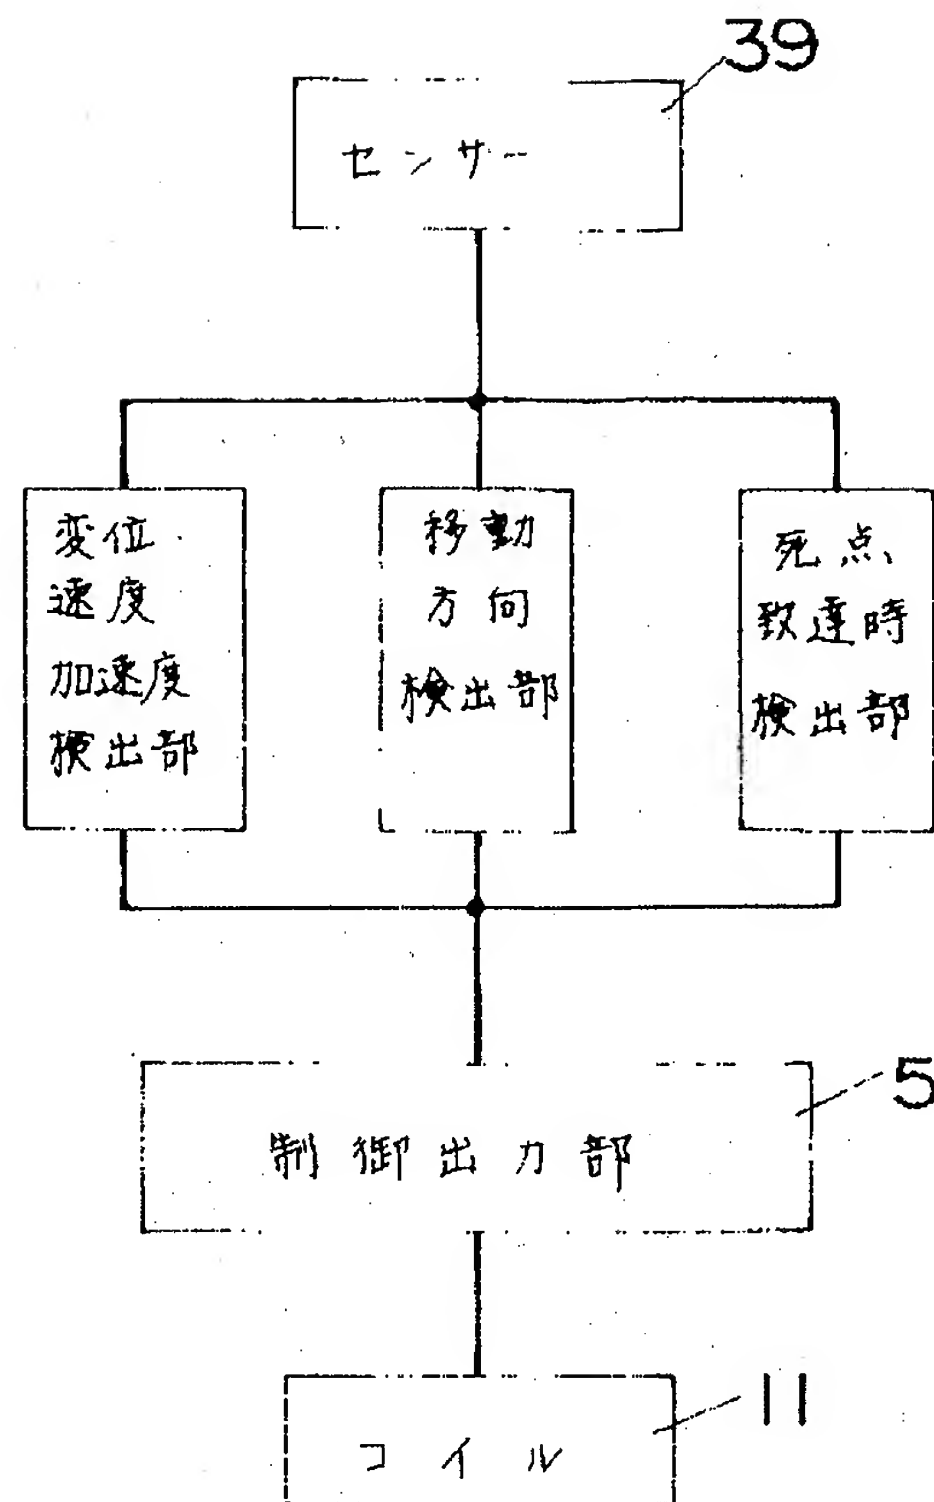 39
センサー
変位
速度
加速度
検出部
移動
方向
検出部
死点
致達時
検出部
5
制御出力部
11
コイル